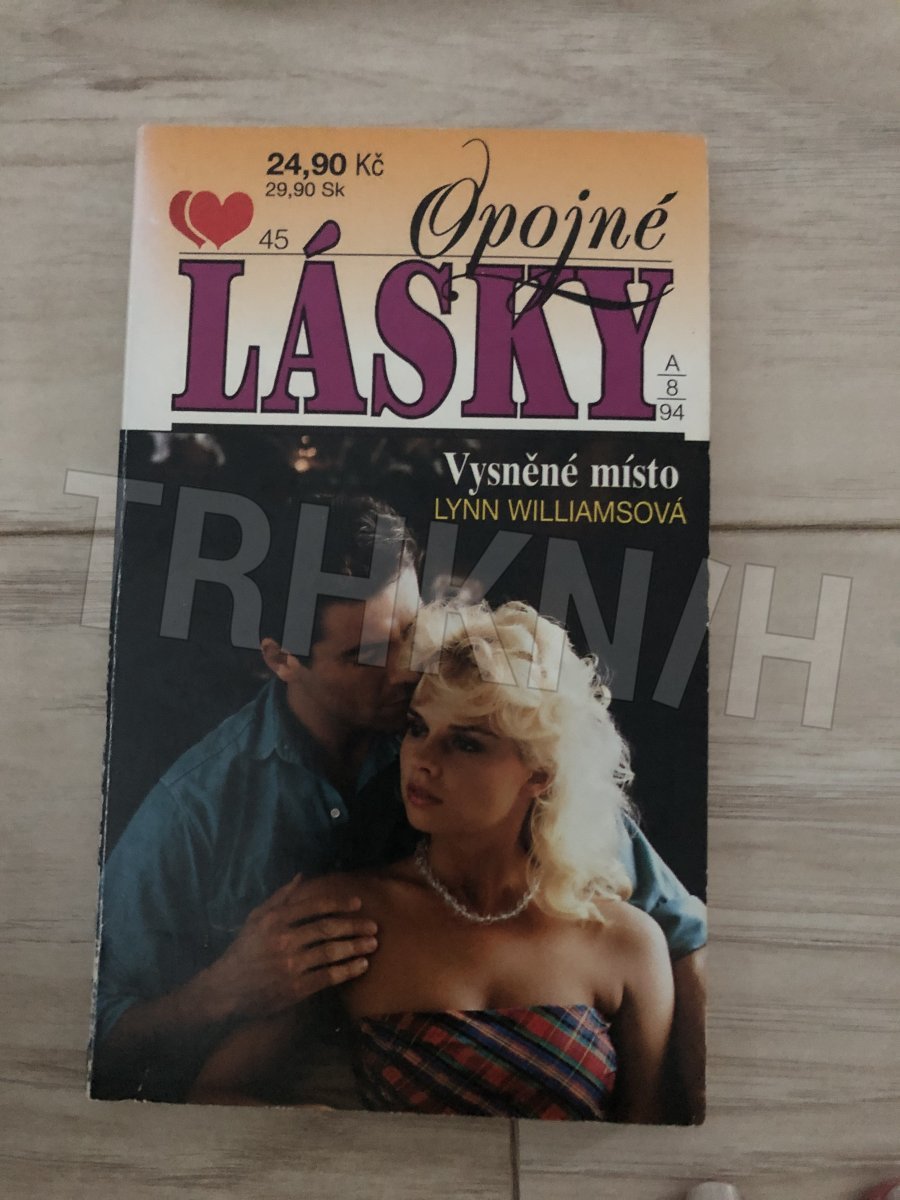 24,90 Kč
29,90 Sk
45
Opojné
LÁSKY
A
8
94
Vysněné místo
LYNN WILLIAMSOVÁ
TRHKNIH